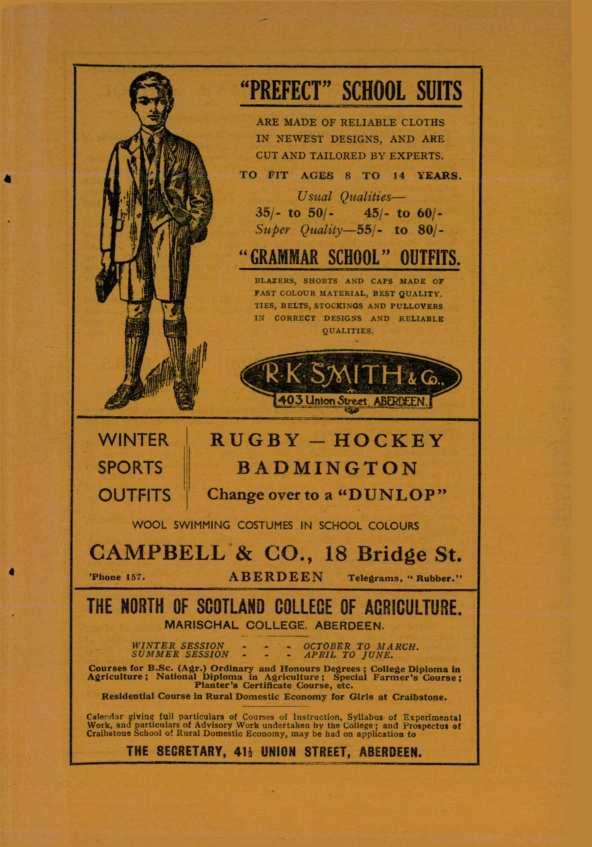 "PREFECT" SCHOOL SUITS
ARE MADE OF RELIABLE CLOTHS
IN NEWEST DESIGNS, AND ARE
CUT AND TAILORED BY EXPERTS.
TO FIT AGES 8 TO 14 YEARS.
Usual Qualities—
35/- to 50/- 45/- to 60/-
Super Quality—55/- to 80/-
"GRAMMAR SCHOOL" OUTFITS.
BLAZERS, SHORTS AND CAPS MADE OF
FAST COLOUR MATERIAL, BEST QUALITY.
TIES, BELTS, STOCKINGS AND PULLOVERS
IN CORRECT DESIGNS AND RELIABLE
QUALITIES.
R.K. SMITH & Co.,
403 Union Street, ABERDEEN.
WINTER
SPORTS
OUTFITS
RUGBY — HOCKEY
BADMINGTON
Change over to a "DUNLOP"
WOOL SWIMMING COSTUMES IN SCHOOL COLOURS
CAMPBELL & CO., 18 Bridge St.
'Phone 157. ABERDEEN Telegrams, "Rubber."
THE NORTH OF SCOTLAND COLLEGE OF AGRICULTURE.
MARISCHAL COLLEGE. ABERDEEN.
WINTER SESSION - - - OCTOBER TO MARCH.
SUMMER SESSION - - - APRIL TO JUNE.
Courses for B.Sc. (Agr.) Ordinary and Honours Degrees; College Diploma in
Agriculture; National Diploma in Agriculture; Special Farmer's Course;
Planter's Certificate Course, etc.
Residential Course in Rural Domestic Economy for Girls at Craibstone.
Calendar giving full particulars of Courses of Instruction, Syllabus of Experimental
Work, and particulars of Advisory Work undertaken by the College; and Prospectus of
Craibstone School of Rural Domestic Economy, may be had on application to
THE SECRETARY, 41½ UNION STREET, ABERDEEN.